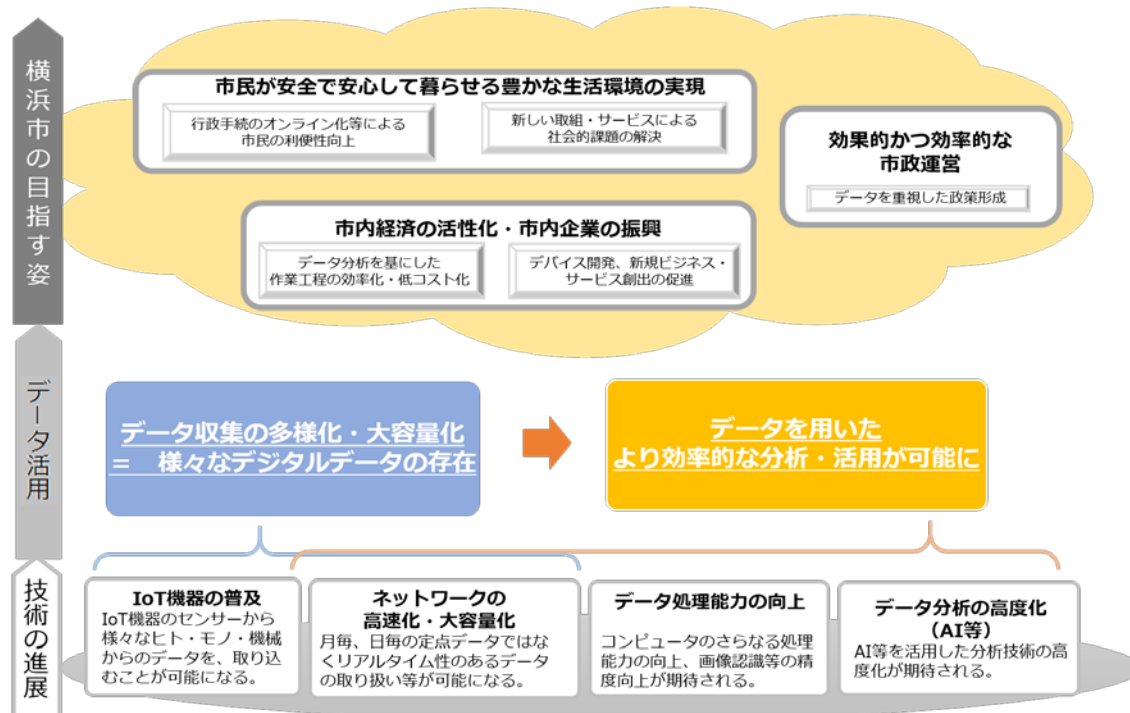 横浜市の目指す姿
市民が安全で安心して暮らせる豊かな生活環境の実現
行政手続のオンライン化等による
市民の利便性向上
新しい取組・サービスによる
社会的課題の解決
効果的かつ効率的な
市政運営
データを重視した政策形成
市内経済の活性化・市内企業の振興
データ分析を基にした
作業工程の効率化・低コスト化
デバイス開発、新規ビジネス・
サービス創出の促進
データ活用
データ収集の多様化・大容量化
=　様々なデジタルデータの存在
データを用いた
より効率的な分析・活用が可能に
技術の進展
IoT機器の普及
IoT機器のセンサーから
様々なヒト・モノ・機械
からのデータを、取り込
むことが可能になる。
ネットワークの
高速化・大容量化
月毎、日毎の定点データではな
くリアルタイム性のあるデータ
の取り扱い等が可能になる。
データ処理能力の向上
コンピュータのさらなる処理
能力の向上、画像認識等の精
度向上が期待される。
データ分析の高度化
（AI等）
AI等を活用した分析技術の高
度化が期待される。